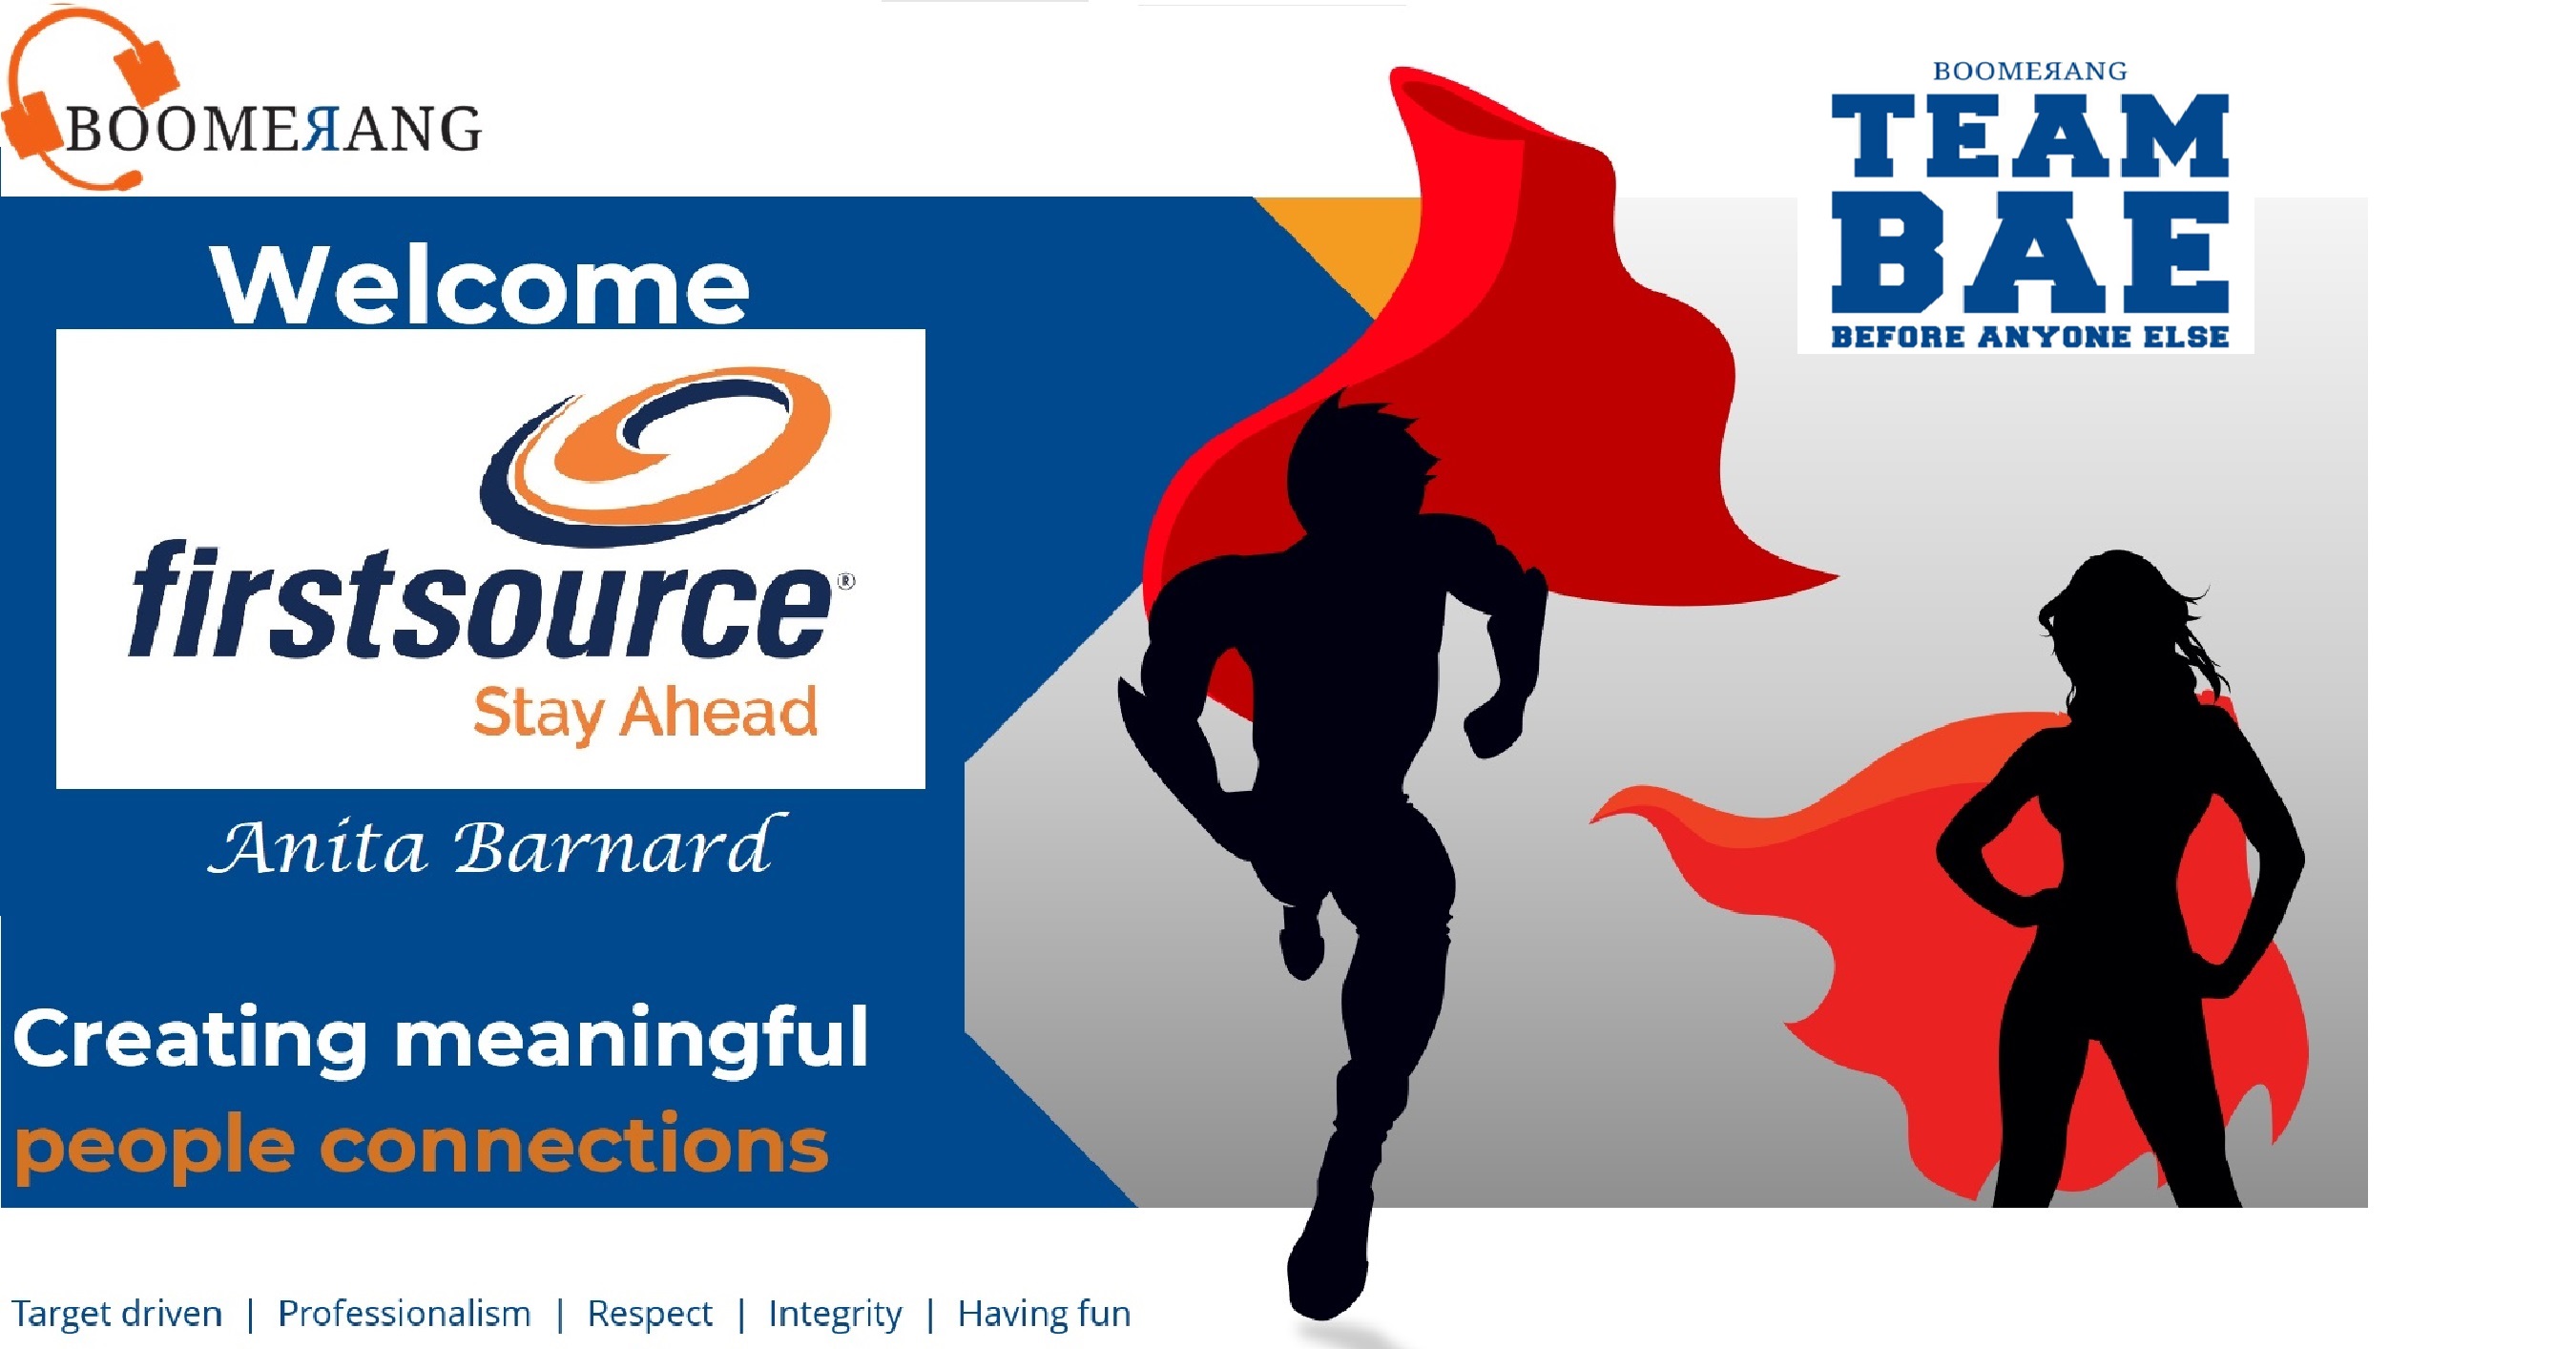 BOOMEЯANG
BOOMEЯANG
TEAM
BAE
BEFORE ANYONE ELSE
Welcome
firstsource®
Stay Ahead
Anita Barnard
Creating meaningful
people connections
Target driven | Professionalism | Respect | Integrity | Having fun